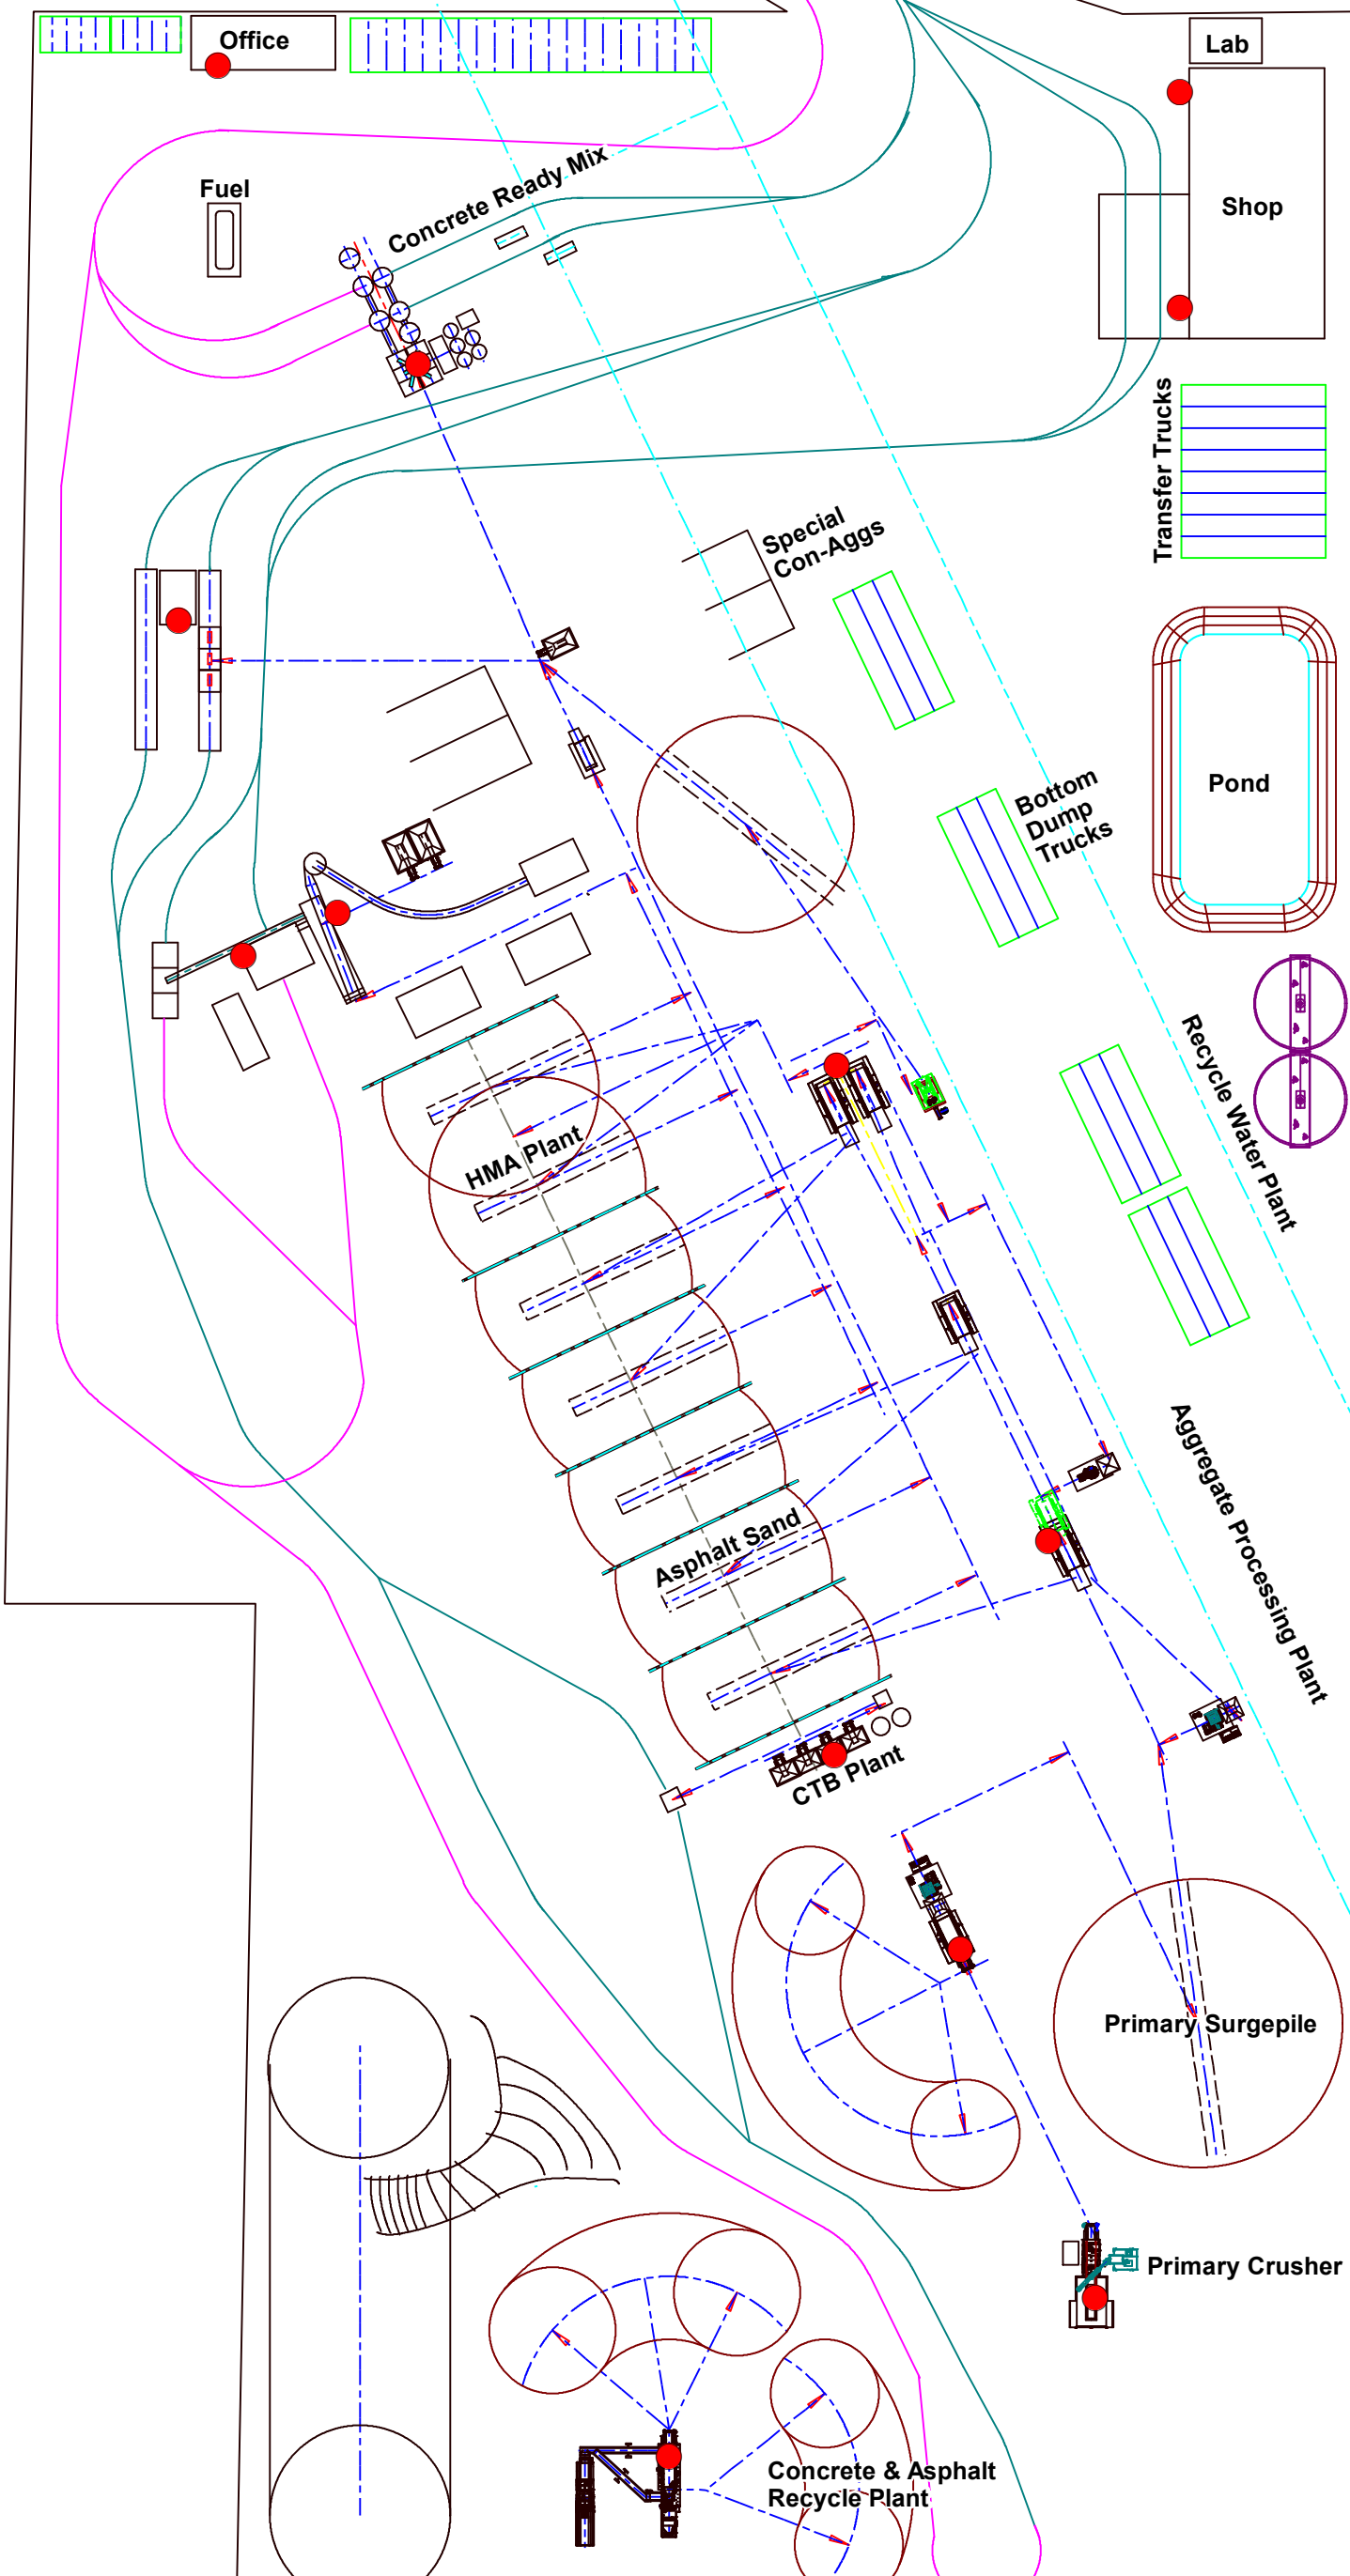 Office
Lab
Concrete Ready Mix
Fuel
Shop
Transfer Trucks
Special
Con-Aggs
Pond
Bottom
Dump
Trucks
Recycle Water Plant
HMA Plant
Aggregate Processing Plant
Asphalt Sand
CTB Plant
Primary Surgepile
Primary Crusher
Concrete & Asphalt
Recycle Plant